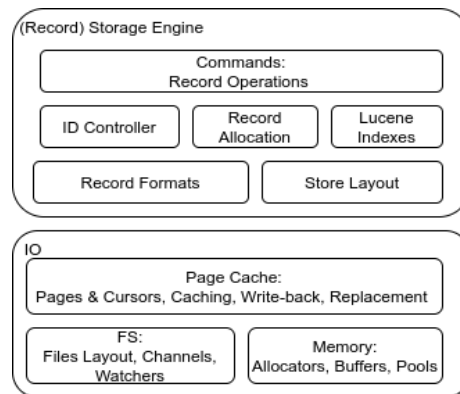 (Record) Storage Engine
Commands:
Record Operations
ID Controller
Record
Allocation
Lucene
Indexes
Record Formats
Store Layout
IO
Page Cache:
Pages & Cursors, Caching, Write-back, Replacement
FS:
Files Layout, Channels,
Watchers
Memory:
Allocators, Buffers, Pools